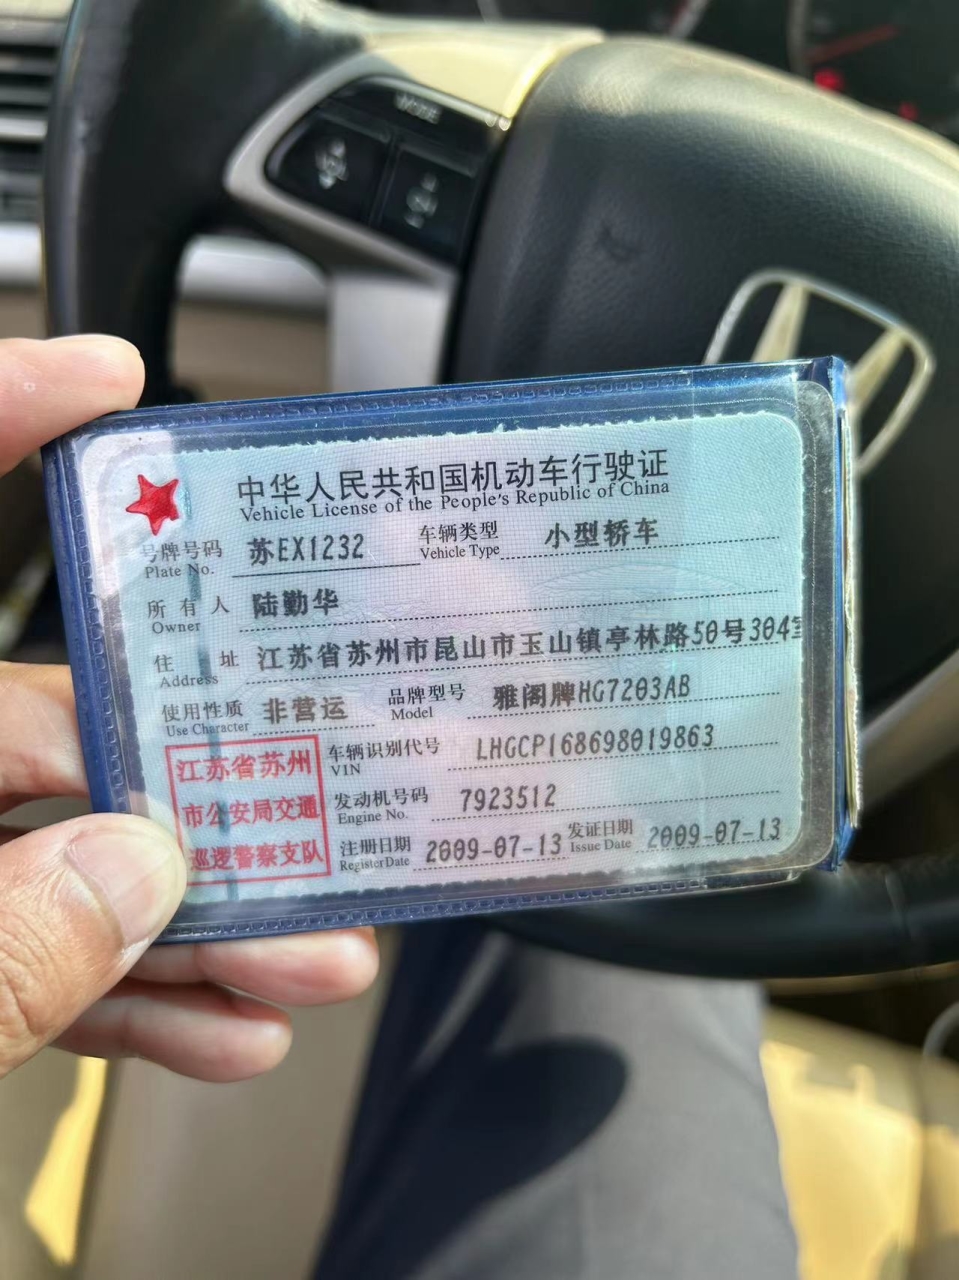 MODE
VOL
CH
中华人民共和国机动车行驶证
Vehicle License of the People's Republic of China
号牌号码 苏EX1232 车辆类型 小型轿车
Plate No. Vehicle Type
所有人 陆勤华
Owner
住址 江苏省苏州市昆山市玉山镇亭林路50号304室
Address
使用性质 非营运 品牌型号 雅阁牌HG7203AB
Use Character Model
江苏省苏州
市公安局交通
巡逻警察支队
车辆识别代号 LHGCP168698019863
VIN
发动机号码 7923512
Engine No.
注册日期 2009-07-13 发证日期 2009-07-13
Register Date Issue Date